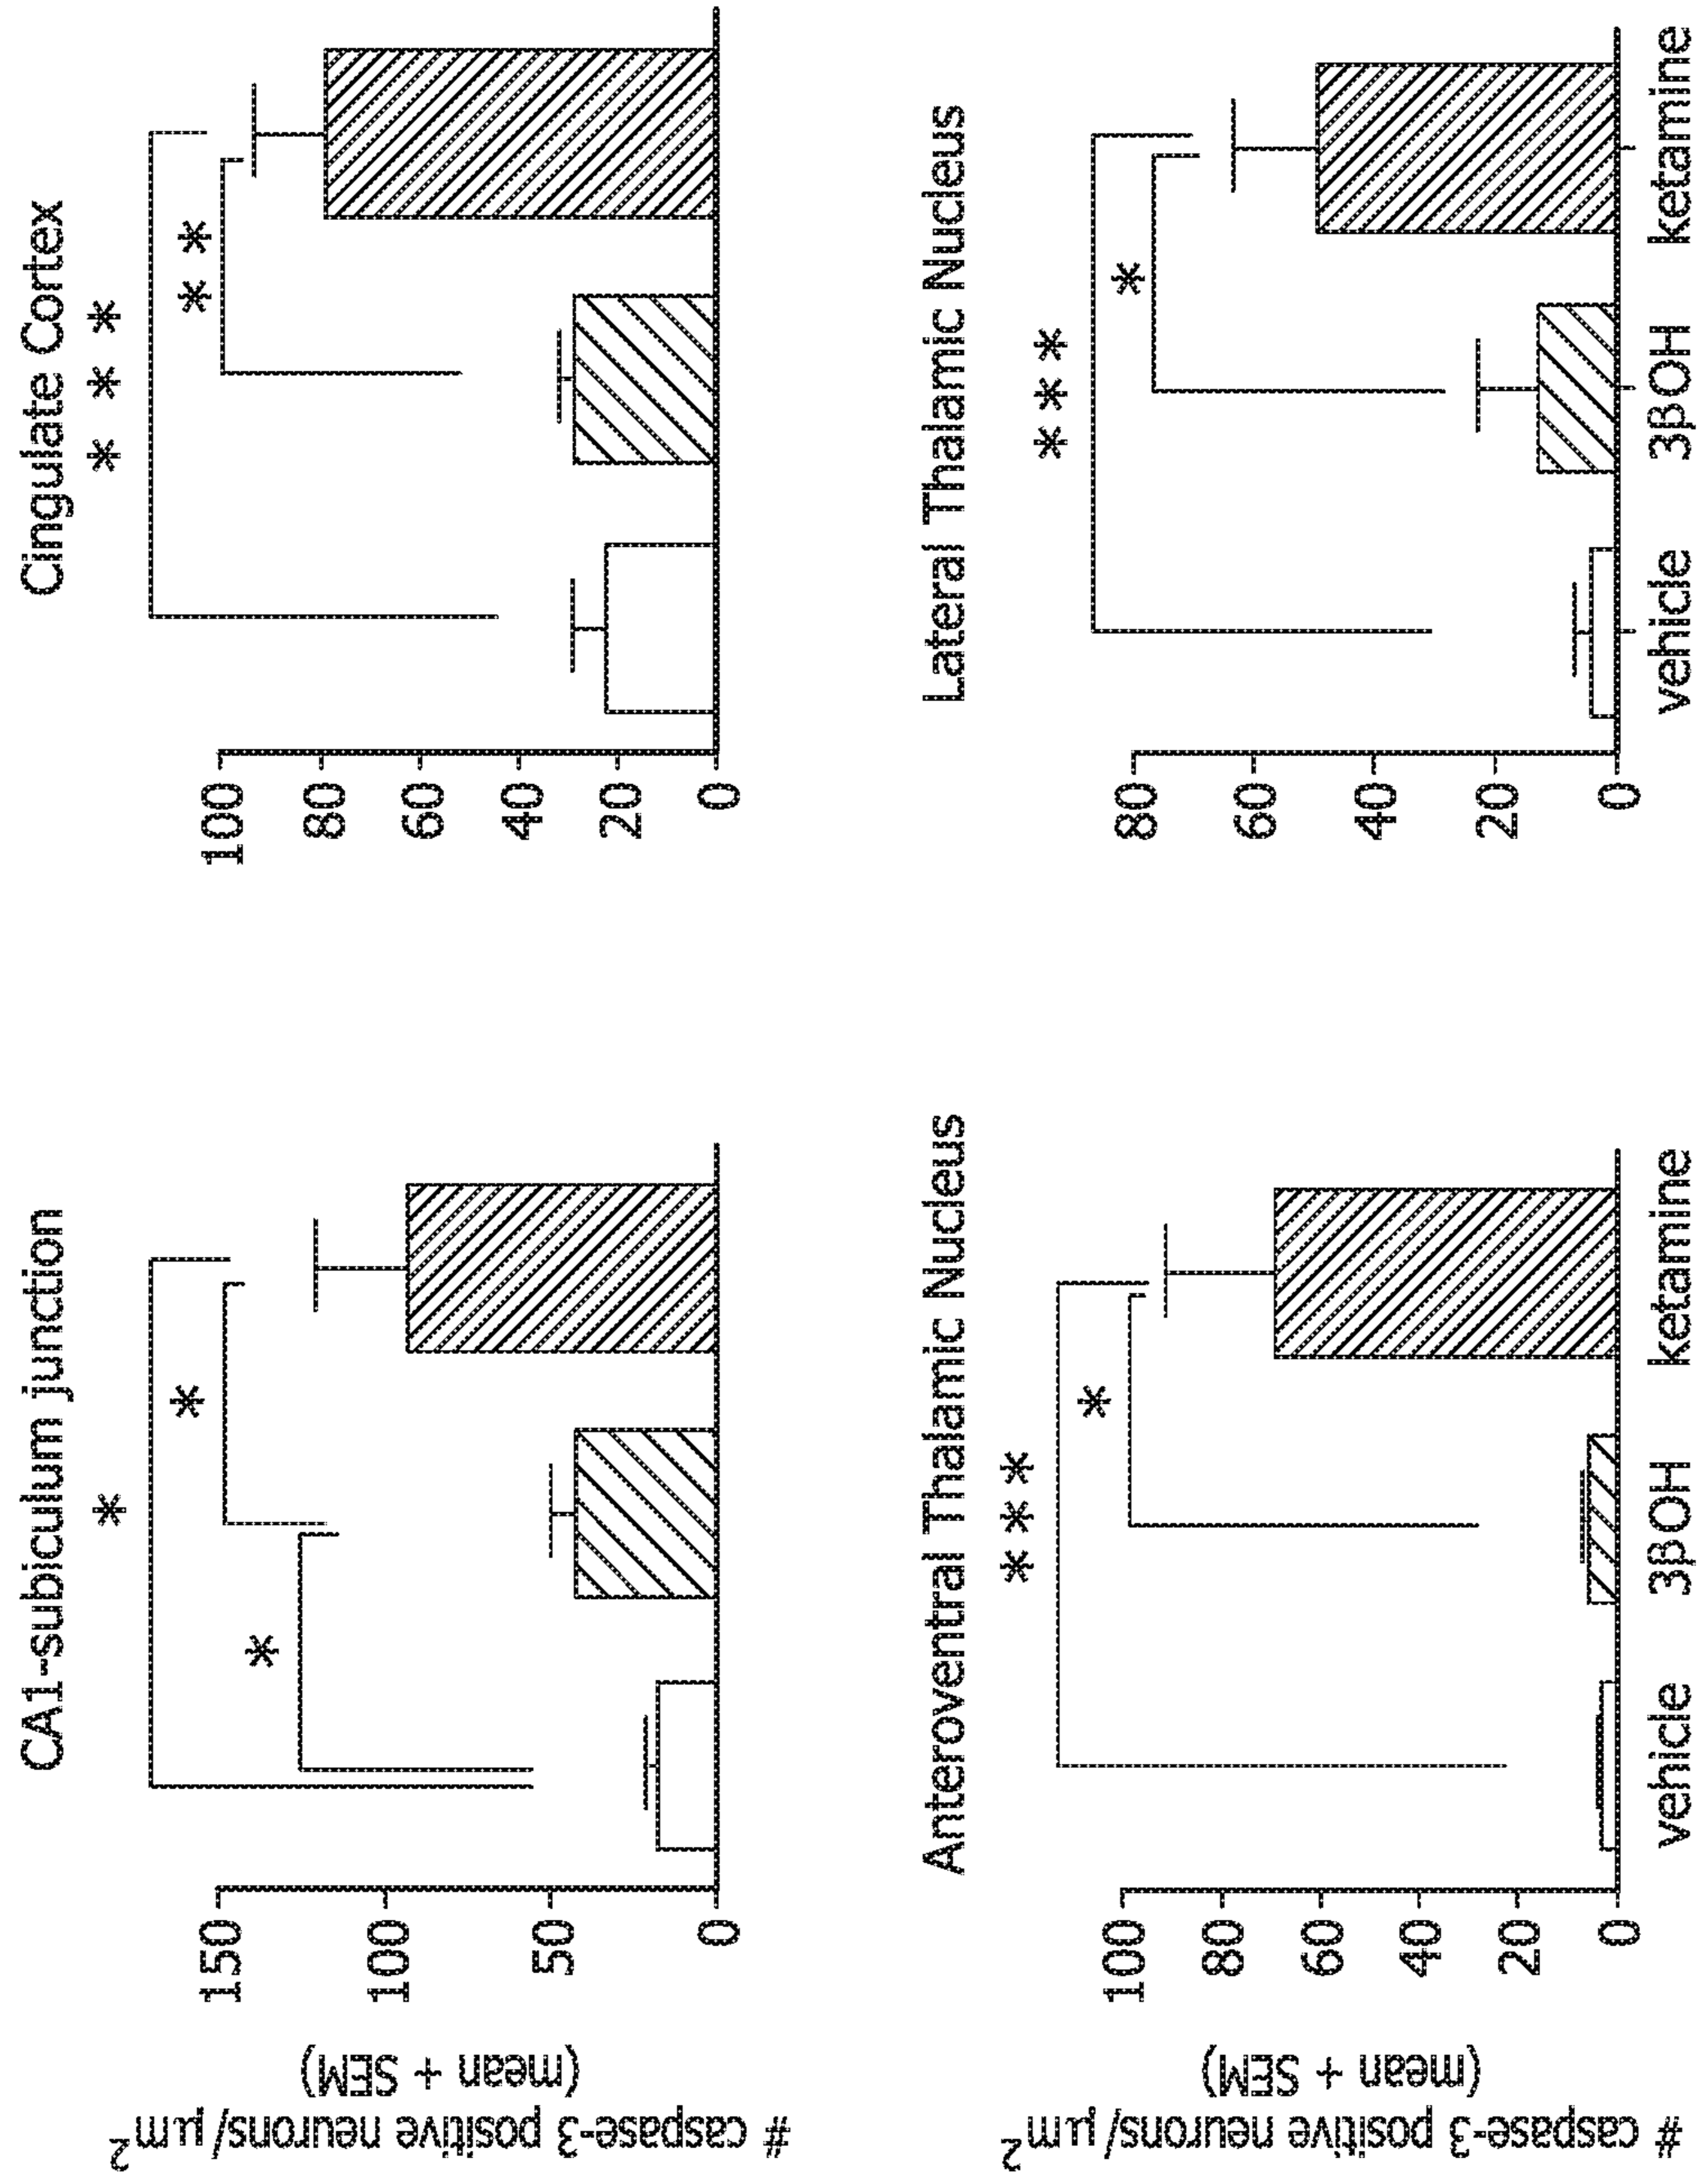 CA1-subiculum junction
*
*
*
150
100
50
0
# caspase-3 positive neurons/µm²
(mean + SEM)
Cingulate Cortex
* * *
* *
100
80
60
40
20
0
Anteroventral Thalamic Nucleus
* * *
*
100
80
60
40
20
0
# caspase-3 positive neurons/µm²
(mean + SEM)
vehicle 3βOH ketamine
Lateral Thalamic Nucleus
* * *
*
80
60
40
20
0
vehicle 3βOH ketamine